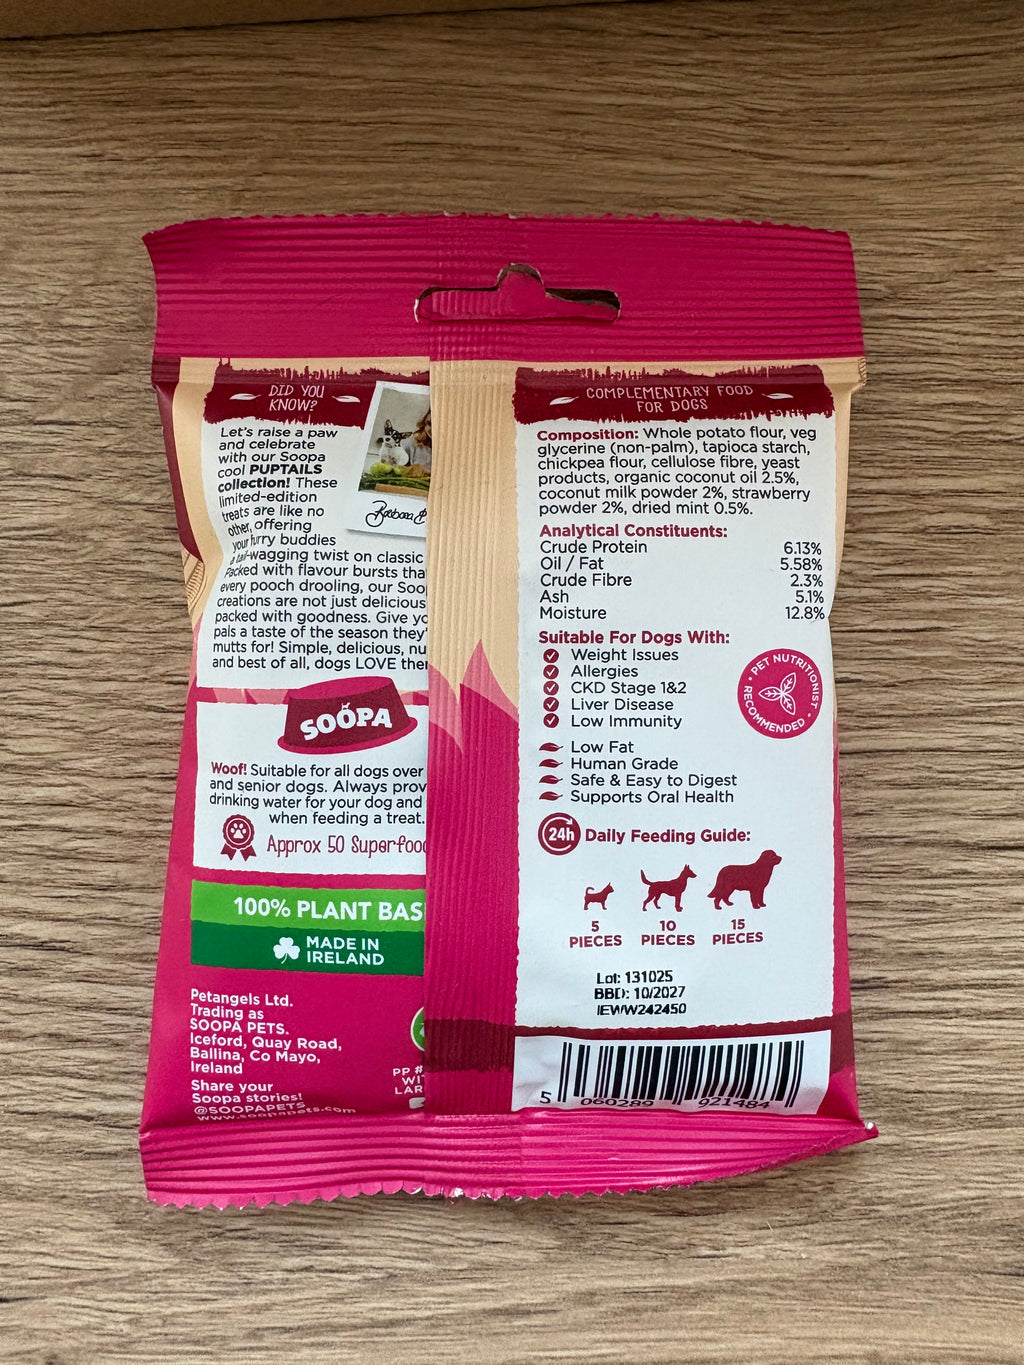 DID YOU
KNOW?
Let's raise a paw
and celebrate
with our Soopa
cool PUPTAILS
collection! These
limited-edition
treats are like no
other, offering
your furry buddies
a tail-wagging twist on classic
Packed with flavour bursts
every pooch drooling, our
creations are not just delicious
packed with goodness. Give
pals a taste of the season
mutts for! Simple, delicious,
and best of all, dogs LOVE
SOOPA
Woof! Suitable for all dogs over
and senior dogs. Always
drinking water for your dog and
when feeding a treat.
Approx 50
100% PLANT
MADE IN
IRELAND
Petangels Ltd.
Trading as
SOOPA PETS.
Iceford, Quay Road,
Ballina, Co Mayo,
Ireland
Share your
Soopa stories!
@SOOPAPETS
www.soopapets.com
PP #
COMPLEMENTARY FOOD
FOR DOGS
Composition: Whole potato flour, veg
glycerine (non-palm), tapioca starch,
chickpea flour, cellulose fibre, yeast
products, organic coconut oil 2.5%,
coconut milk powder 2%, strawberry
powder 2%, dried mint 0.5%.
Analytical Constituents:
Crude Protein 6.13%
Oil / Fat 5.58%
Crude Fibre 2.3%
Ash 5.1%
Moisture 12.8%
Suitable For Dogs With:
Weight Issues
Allergies
CKD Stage 1&2
Liver Disease
Low Immunity
PET NUTRITIONIST
RECOMMENDED
Low Fat
Human Grade
Safe & Easy to Digest
Supports Oral Health
24h Daily Feeding Guide:
5 10 15
PIECES PIECES PIECES
Lot: 131025
BBD: 10/2027
IEWW242450
5 060289 921484